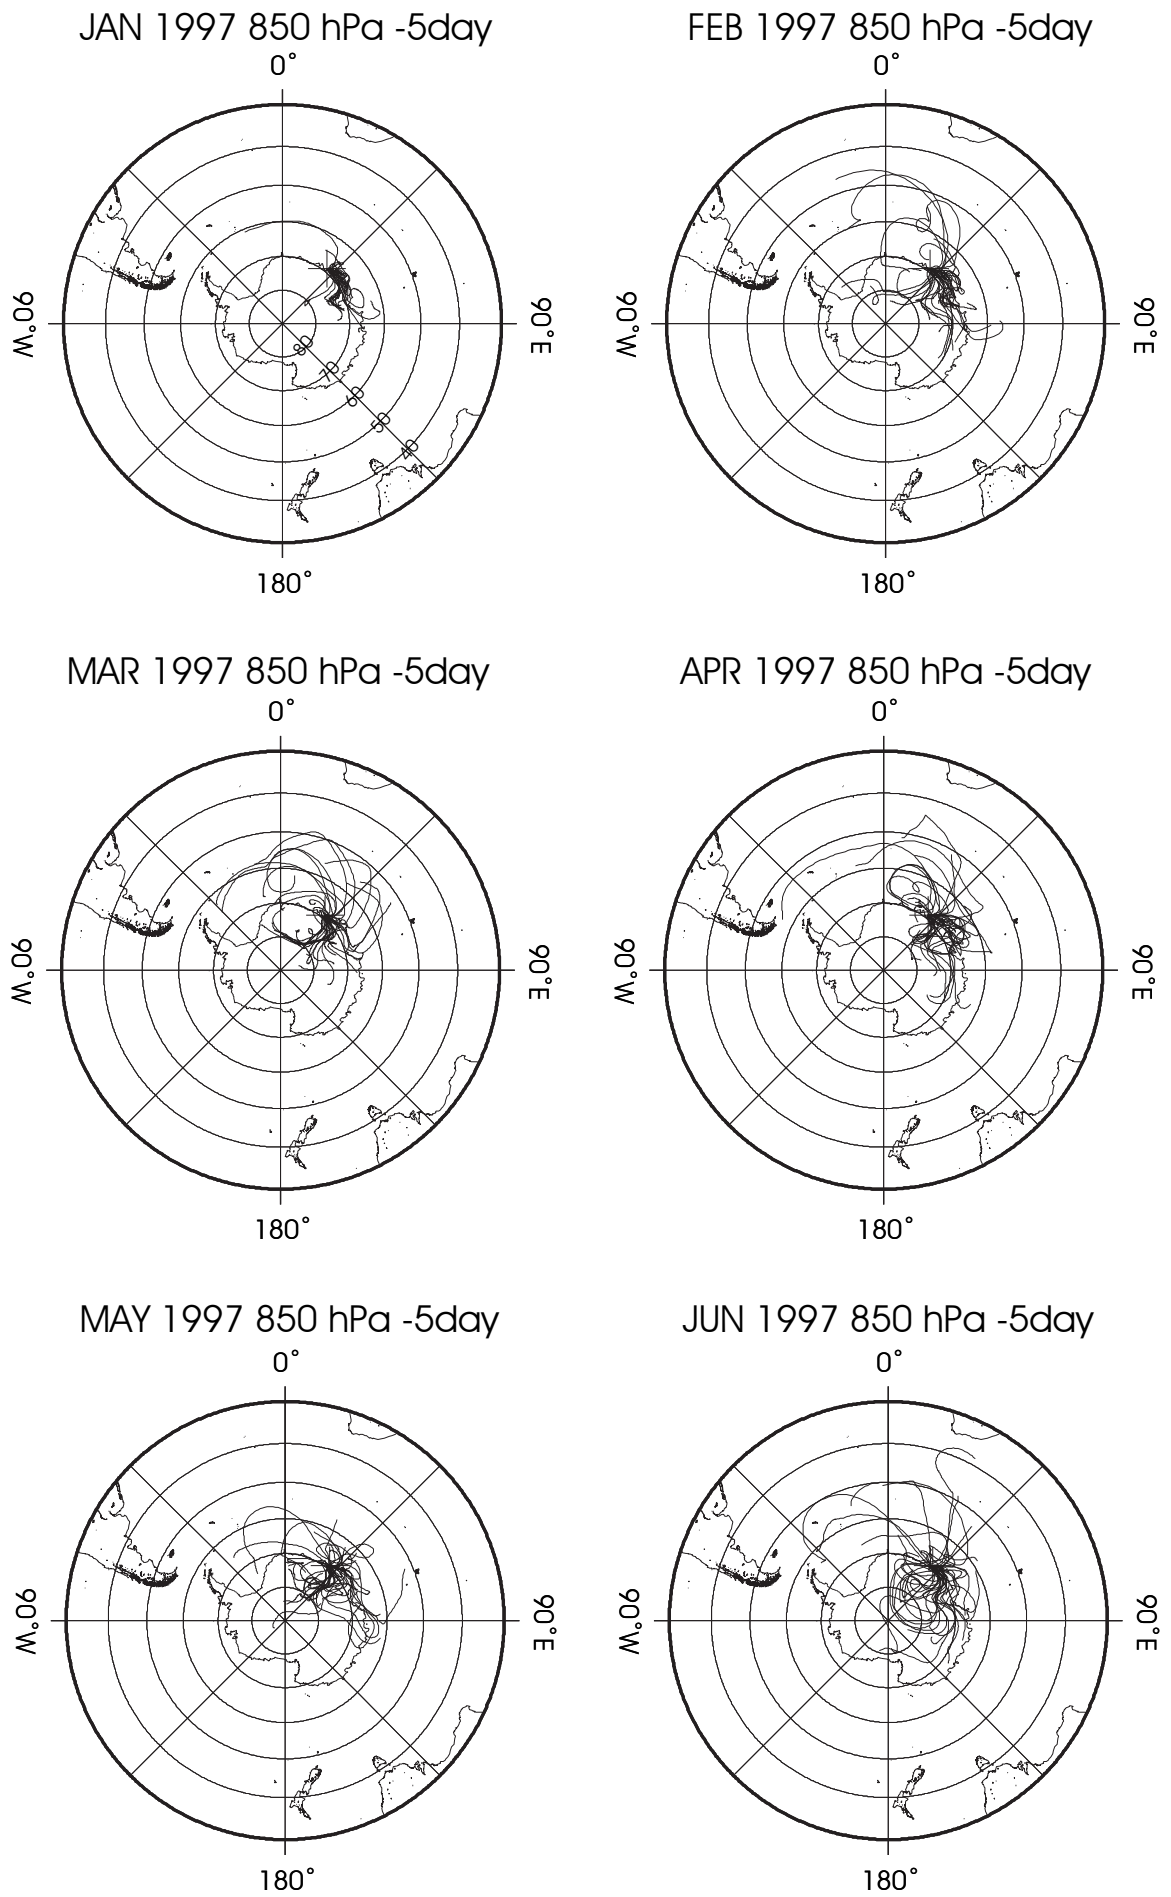 JAN 1997 850 hPa -5day
FEB 1997 850 hPa -5day
0°
0°
90°W
90°E
90°W
90°E
80
70
60
50
40
180°
180°
MAR 1997 850 hPa -5day
APR 1997 850 hPa -5day
0°
0°
90°W
90°E
90°W
90°E
180°
180°
MAY 1997 850 hPa -5day
JUN 1997 850 hPa -5day
0°
0°
90°W
90°E
90°W
90°E
180°
180°